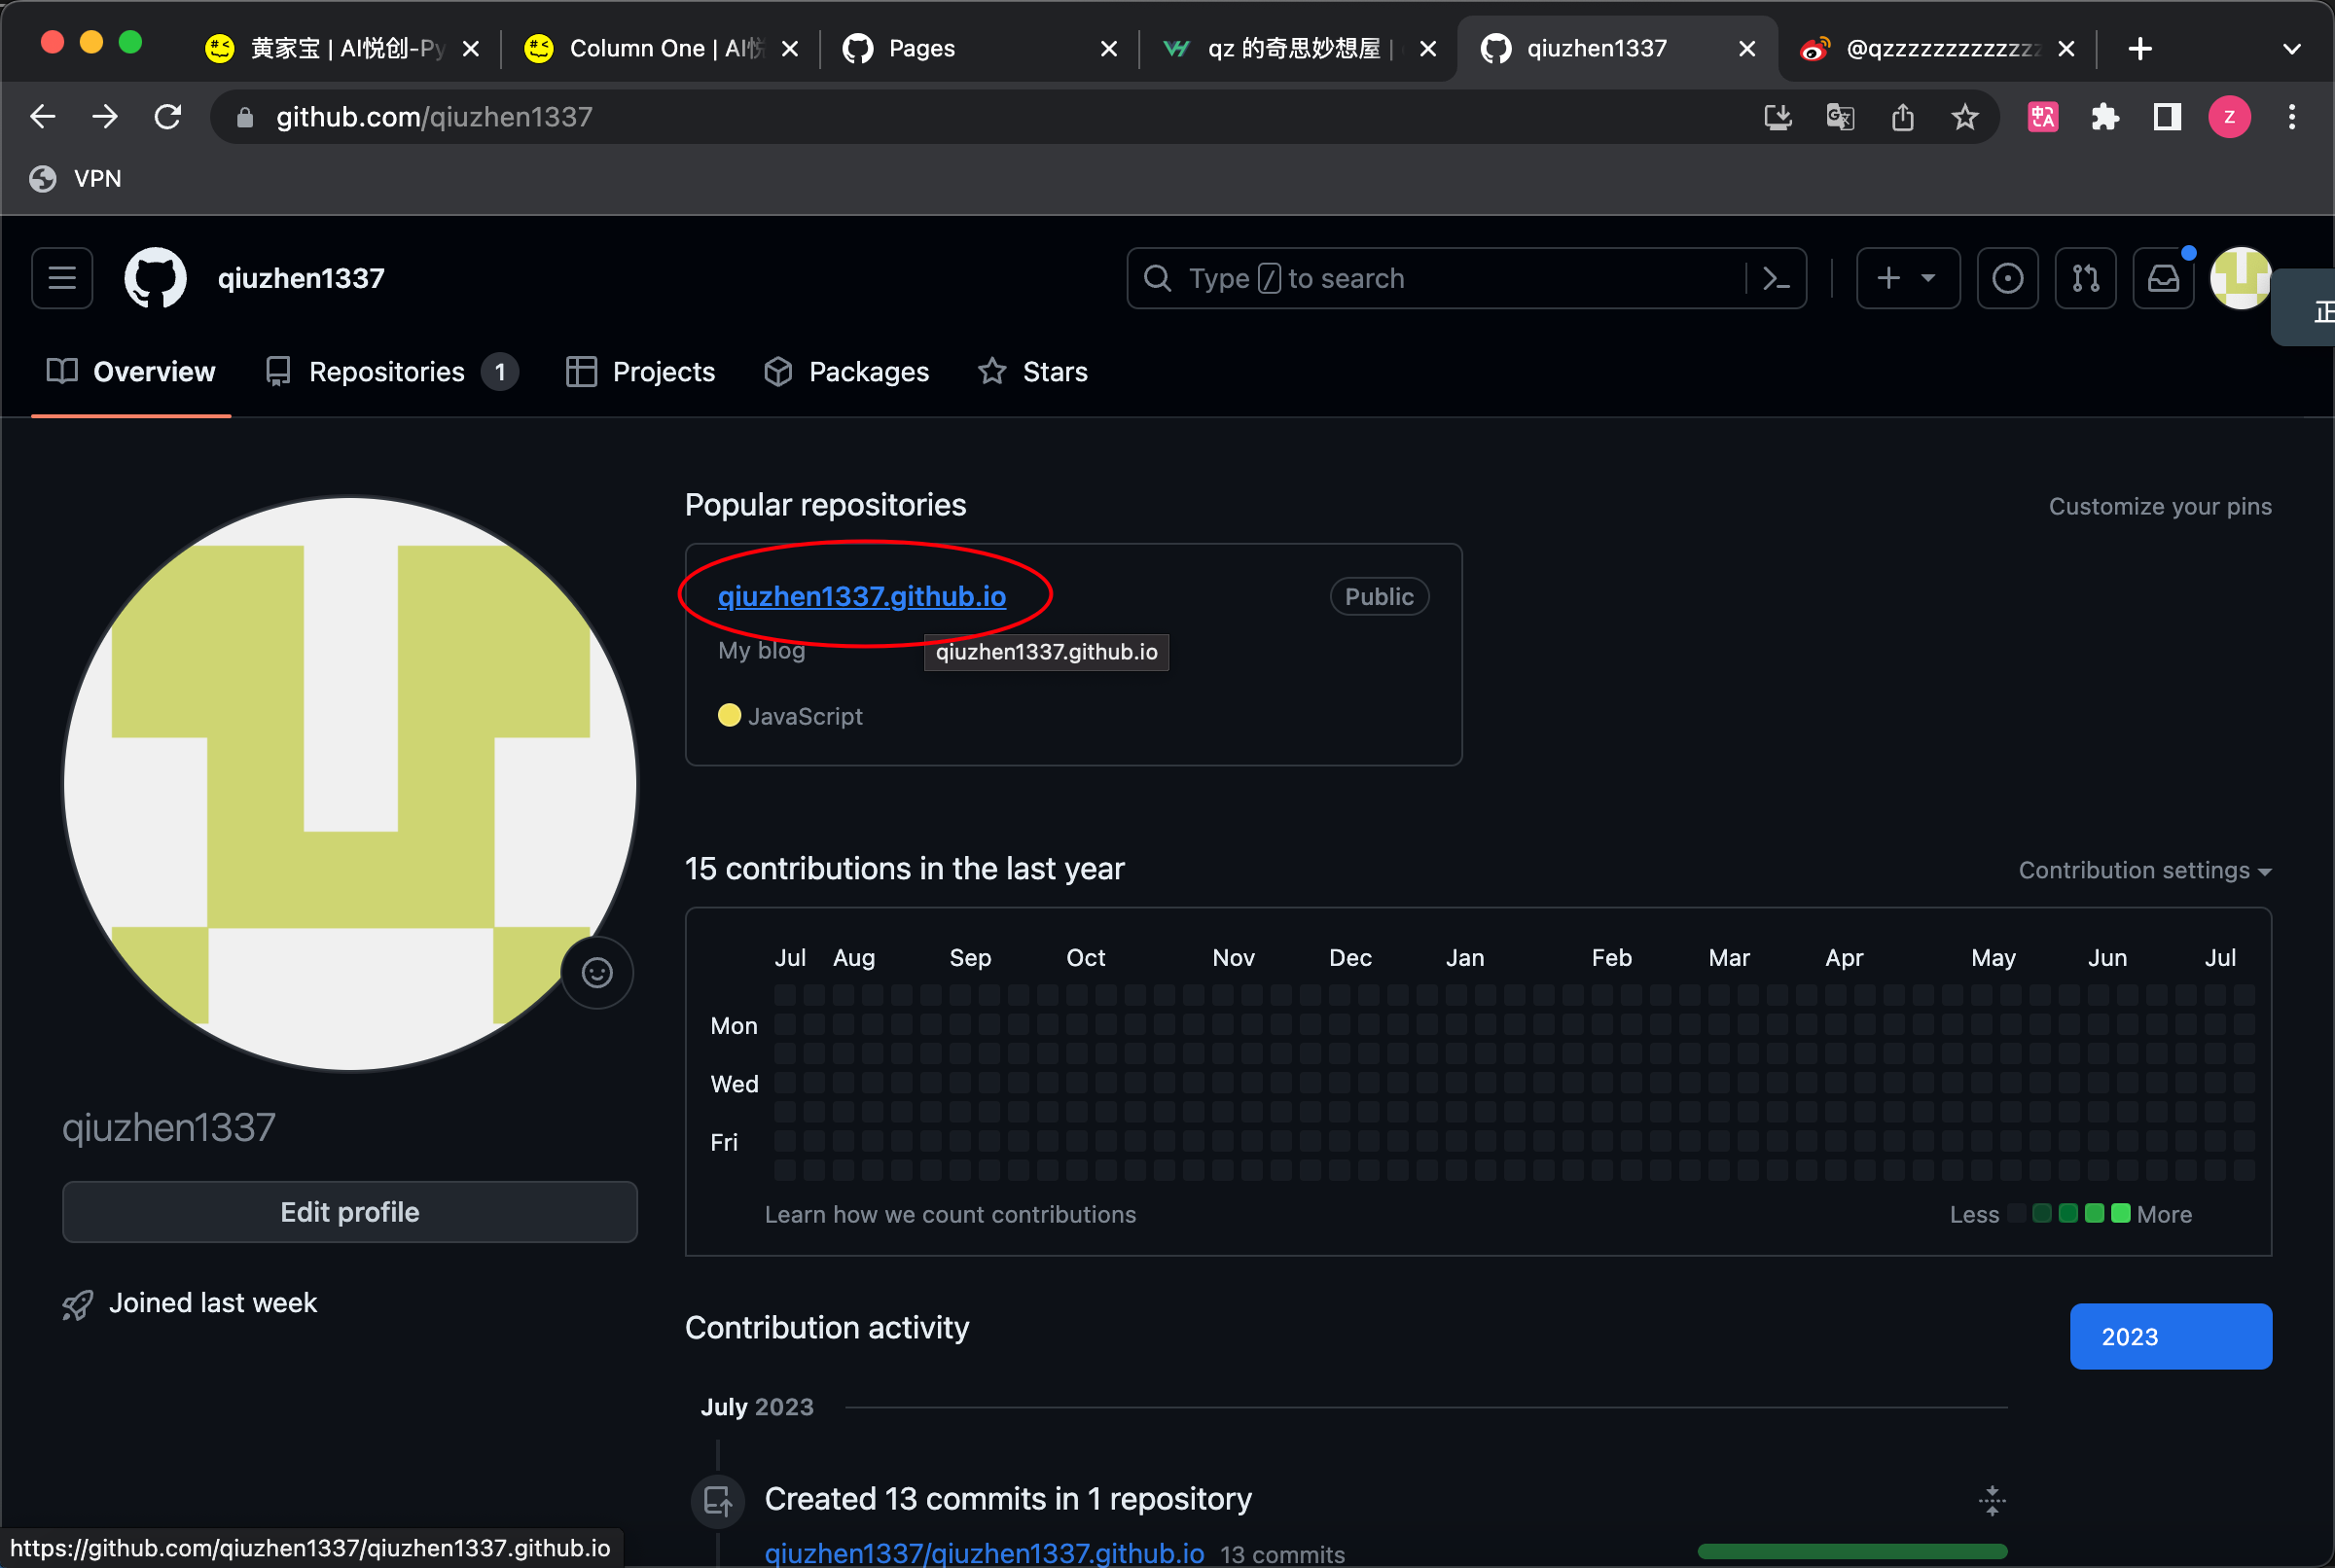 黄家宝 | AI悦创-Py
Column One | AI悦
Pages
qz 的奇思妙想屋 |
qiuzhen1337
@qzzzzzzzzzzzzz
github.com/qiuzhen1337
Z
VPN
qiuzhen1337
Type / to search
正
Overview
Repositories 1
Projects
Packages
Stars
Popular repositories
Customize your pins
qiuzhen1337.github.io
Public
My blog
qiuzhen1337.github.io
JavaScript
15 contributions in the last year
Contribution settings
Jul Aug Sep Oct Nov Dec Jan Feb Mar Apr May Jun Jul
Mon
Wed
Fri
Learn how we count contributions
Less More
qiuzhen1337
Edit profile
Joined last week
Contribution activity
2023
July 2023
Created 13 commits in 1 repository
qiuzhen1337/qiuzhen1337.github.io 13 commits
https://github.com/qiuzhen1337/qiuzhen1337.github.io